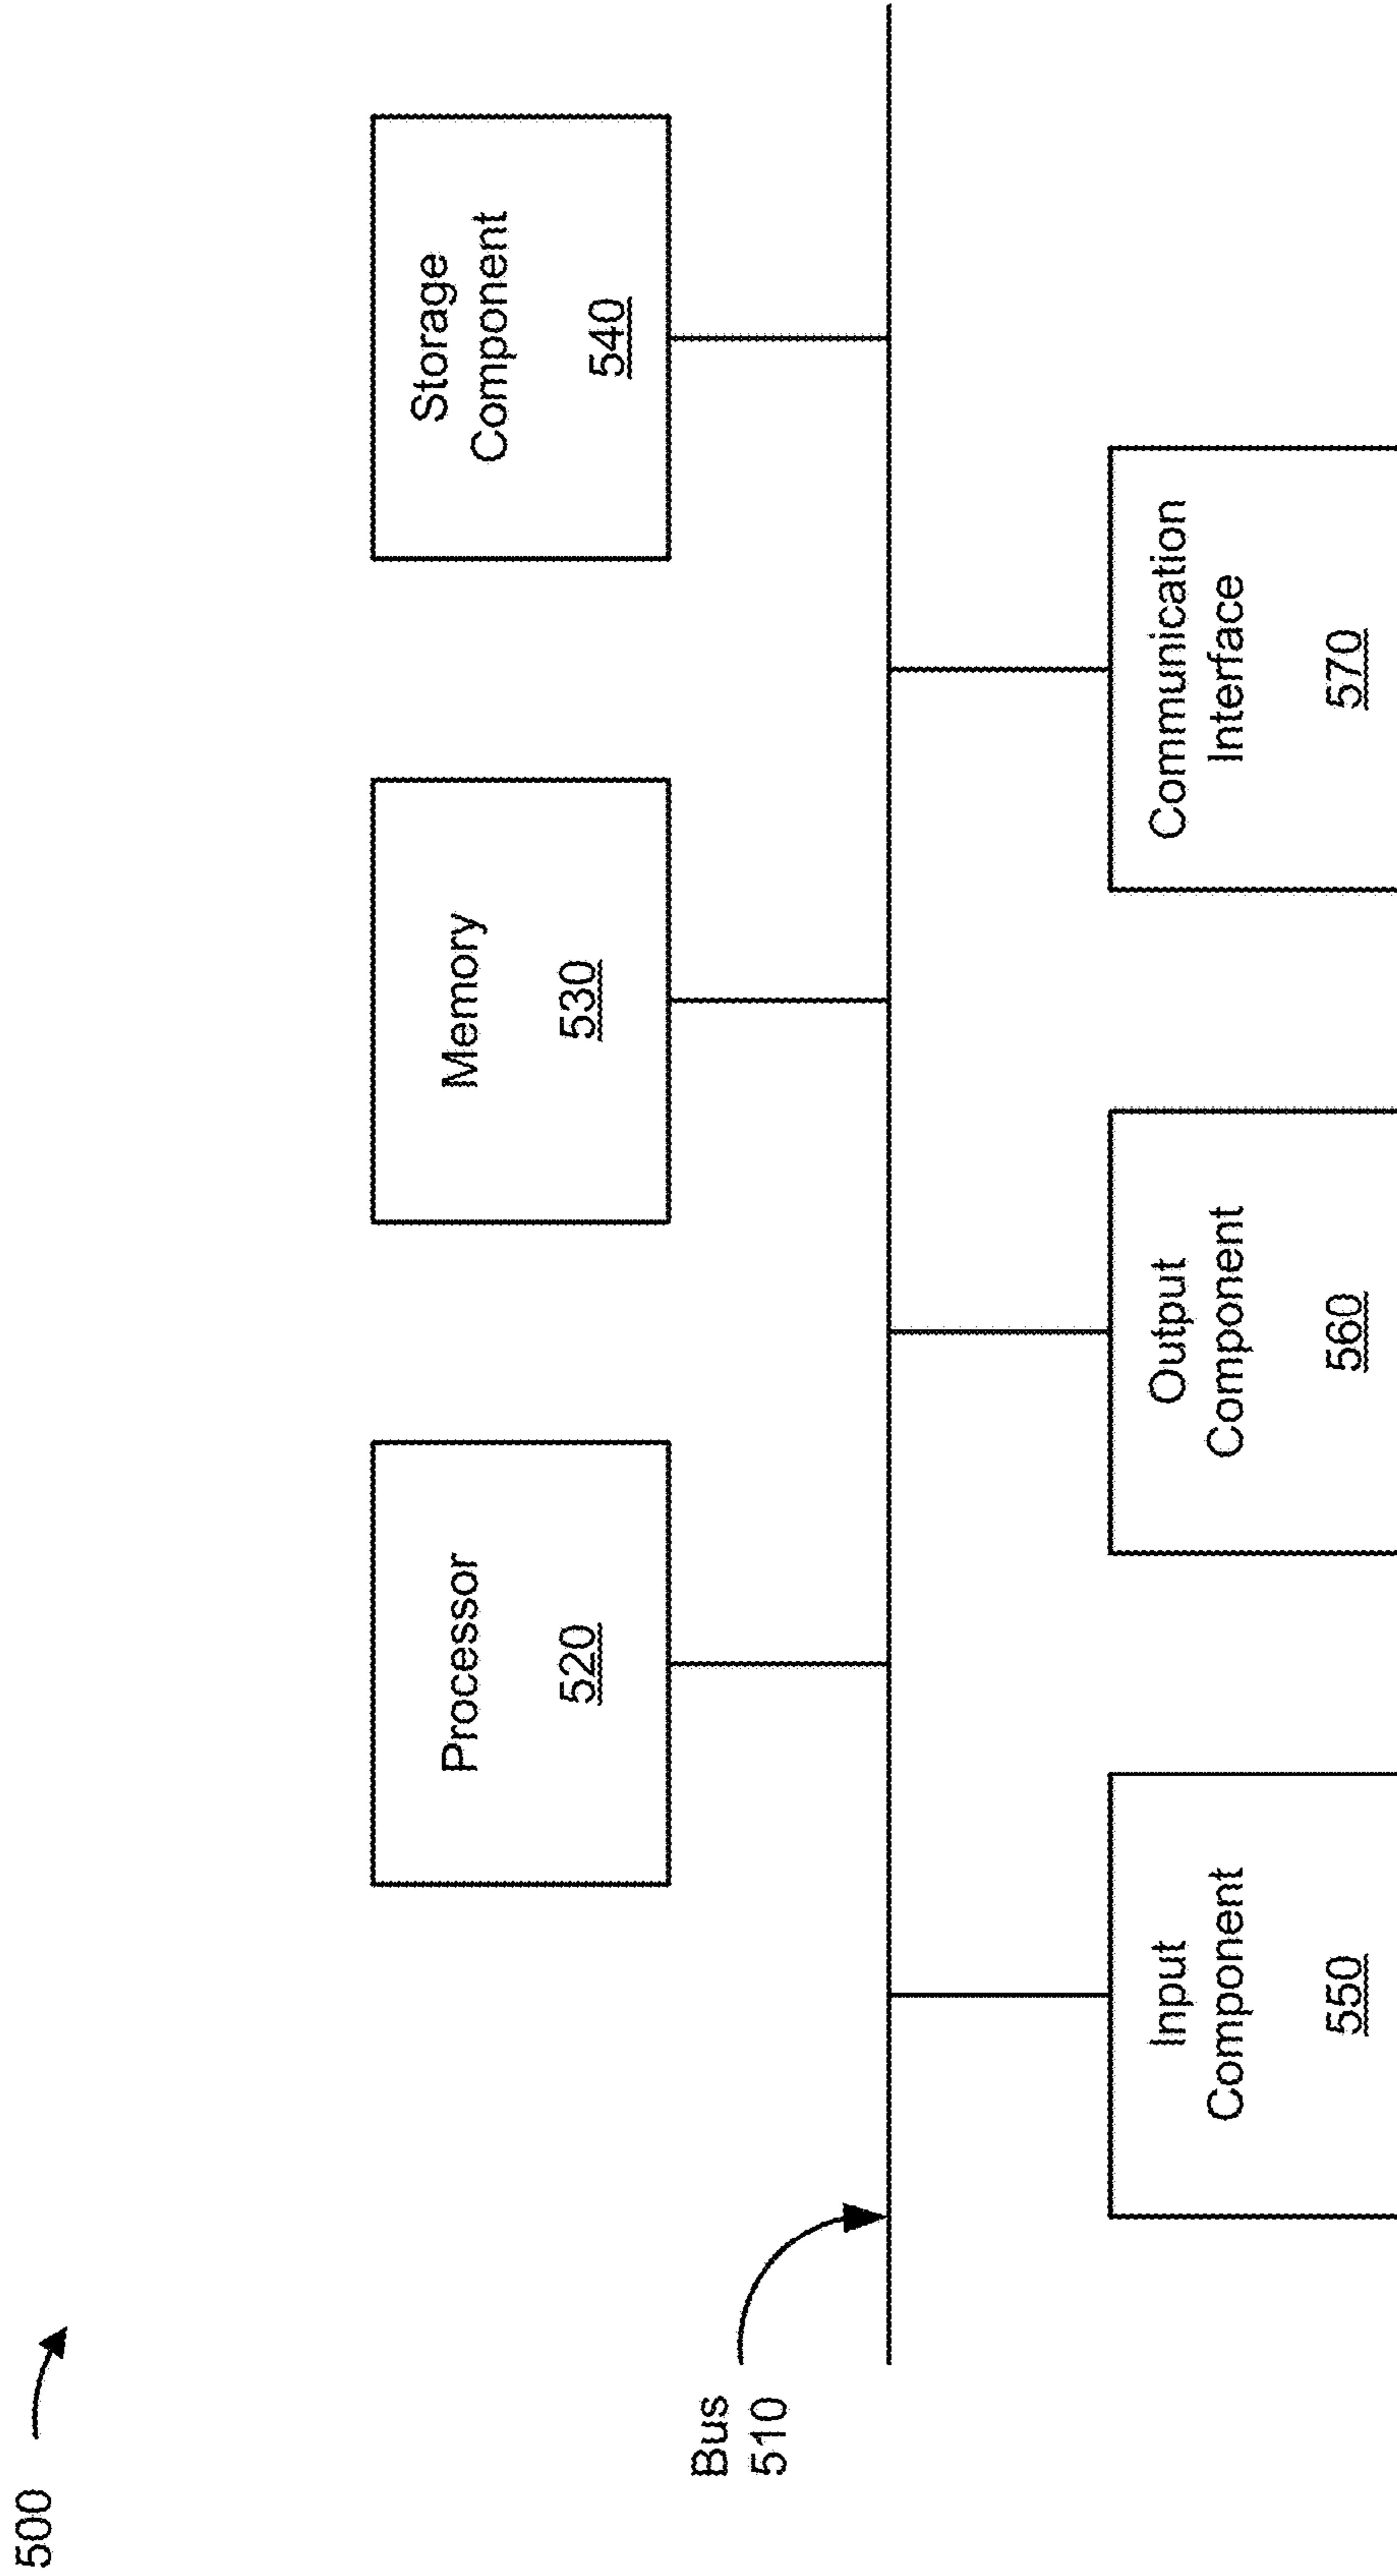 500
Processor
520
Memory
530
Storage
Component
540
Bus
510
Input
Component
550
Output
Component
560
Communication
Interface
570